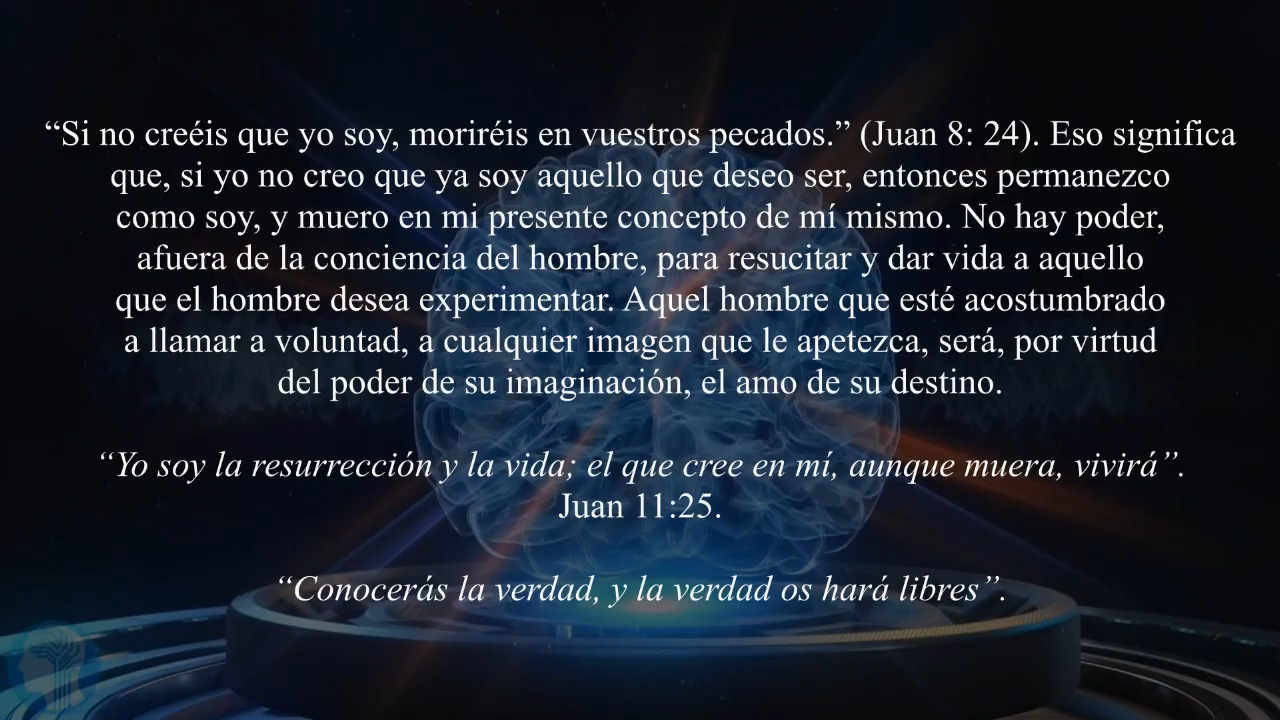 “Si no creéis que yo soy, moriréis en vuestros pecados.” (Juan 8: 24). Eso significa
que, si yo no creo que ya soy aquello que deseo ser, entonces permanezco
como soy, y muero en mi presente concepto de mí mismo. No hay poder,
afuera de la conciencia del hombre, para resucitar y dar vida a aquello
que el hombre desea experimentar. Aquel hombre que esté acostumbrado
a llamar a voluntad, a cualquier imagen que le apetezca, será, por virtud
del poder de su imaginación, el amo de su destino.
“Yo soy la resurrección y la vida; el que cree en mí, aunque muera, vivirá”.
Juan 11:25.
“Conocerás la verdad, y la verdad os hará libres”.